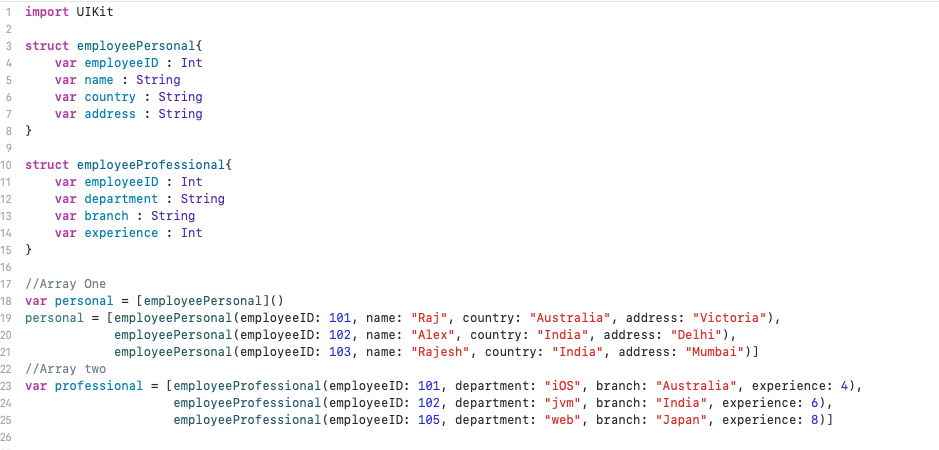 1 import UIKit
2
3 struct employeePersonal{
4     var employeeID : Int
5     var name : String
6     var country : String
7     var address : String
8 }
9
10 struct employeeProfessional{
11     var employeeID : Int
12     var department : String
13     var branch : String
14     var experience : Int
15 }
16
17 //Array One
18 var personal = [employeePersonal]()
19 personal = [employeePersonal(employeeID: 101, name: "Raj", country: "Australia", address: "Victoria"),
20             employeePersonal(employeeID: 102, name: "Alex", country: "India", address: "Delhi"),
21             employeePersonal(employeeID: 103, name: "Rajesh", country: "India", address: "Mumbai")]
22 //Array two
23 var professional = [employeeProfessional(employeeID: 101, department: "iOS", branch: "Australia", experience: 4),
24                     employeeProfessional(employeeID: 102, department: "jvm", branch: "India", experience: 6),
25                     employeeProfessional(employeeID: 105, department: "web", branch: "Japan", experience: 8)]
26